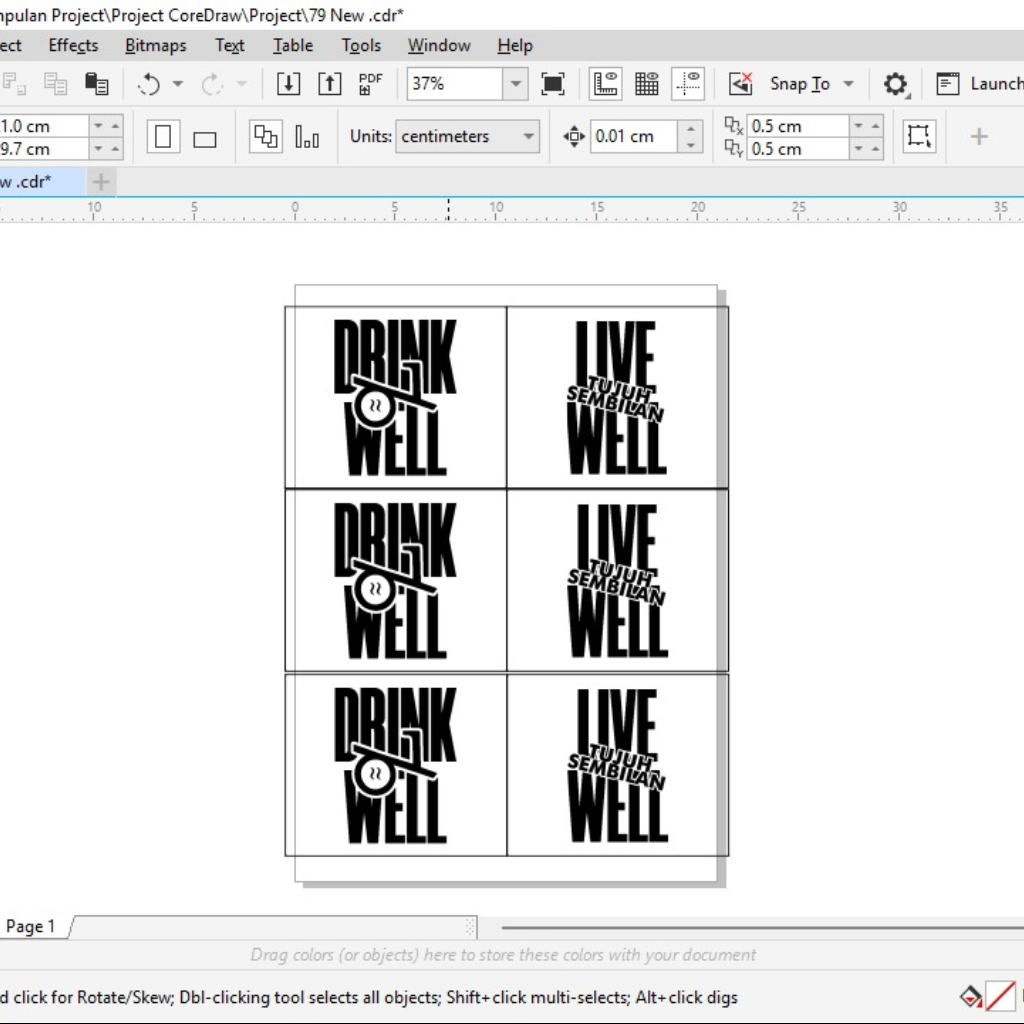 mpulan Project\Project CoreDraw\Project\79 New .cdr*
ect Effects Bitmaps Text Table Tools Window Help
PDF 37% Snap To Launch
1.0 cm
9.7 cm
Units: centimeters 0.01 cm
0.5 cm
0.5 cm
w .cdr*
10 5 0 5 10 15 20 25 30 35
DRINK
WELL
LIVE
TUJUH
SEMBILAN
WELL
DRINK
WELL
LIVE
TUJUH
SEMBILAN
WELL
DRINK
WELL
LIVE
TUJUH
SEMBILAN
WELL
Page 1
Drag colors (or objects) here to store these colors with your document
d click for Rotate/Skew; Dbl-clicking tool selects all objects; Shift+click multi-selects; Alt+click digs